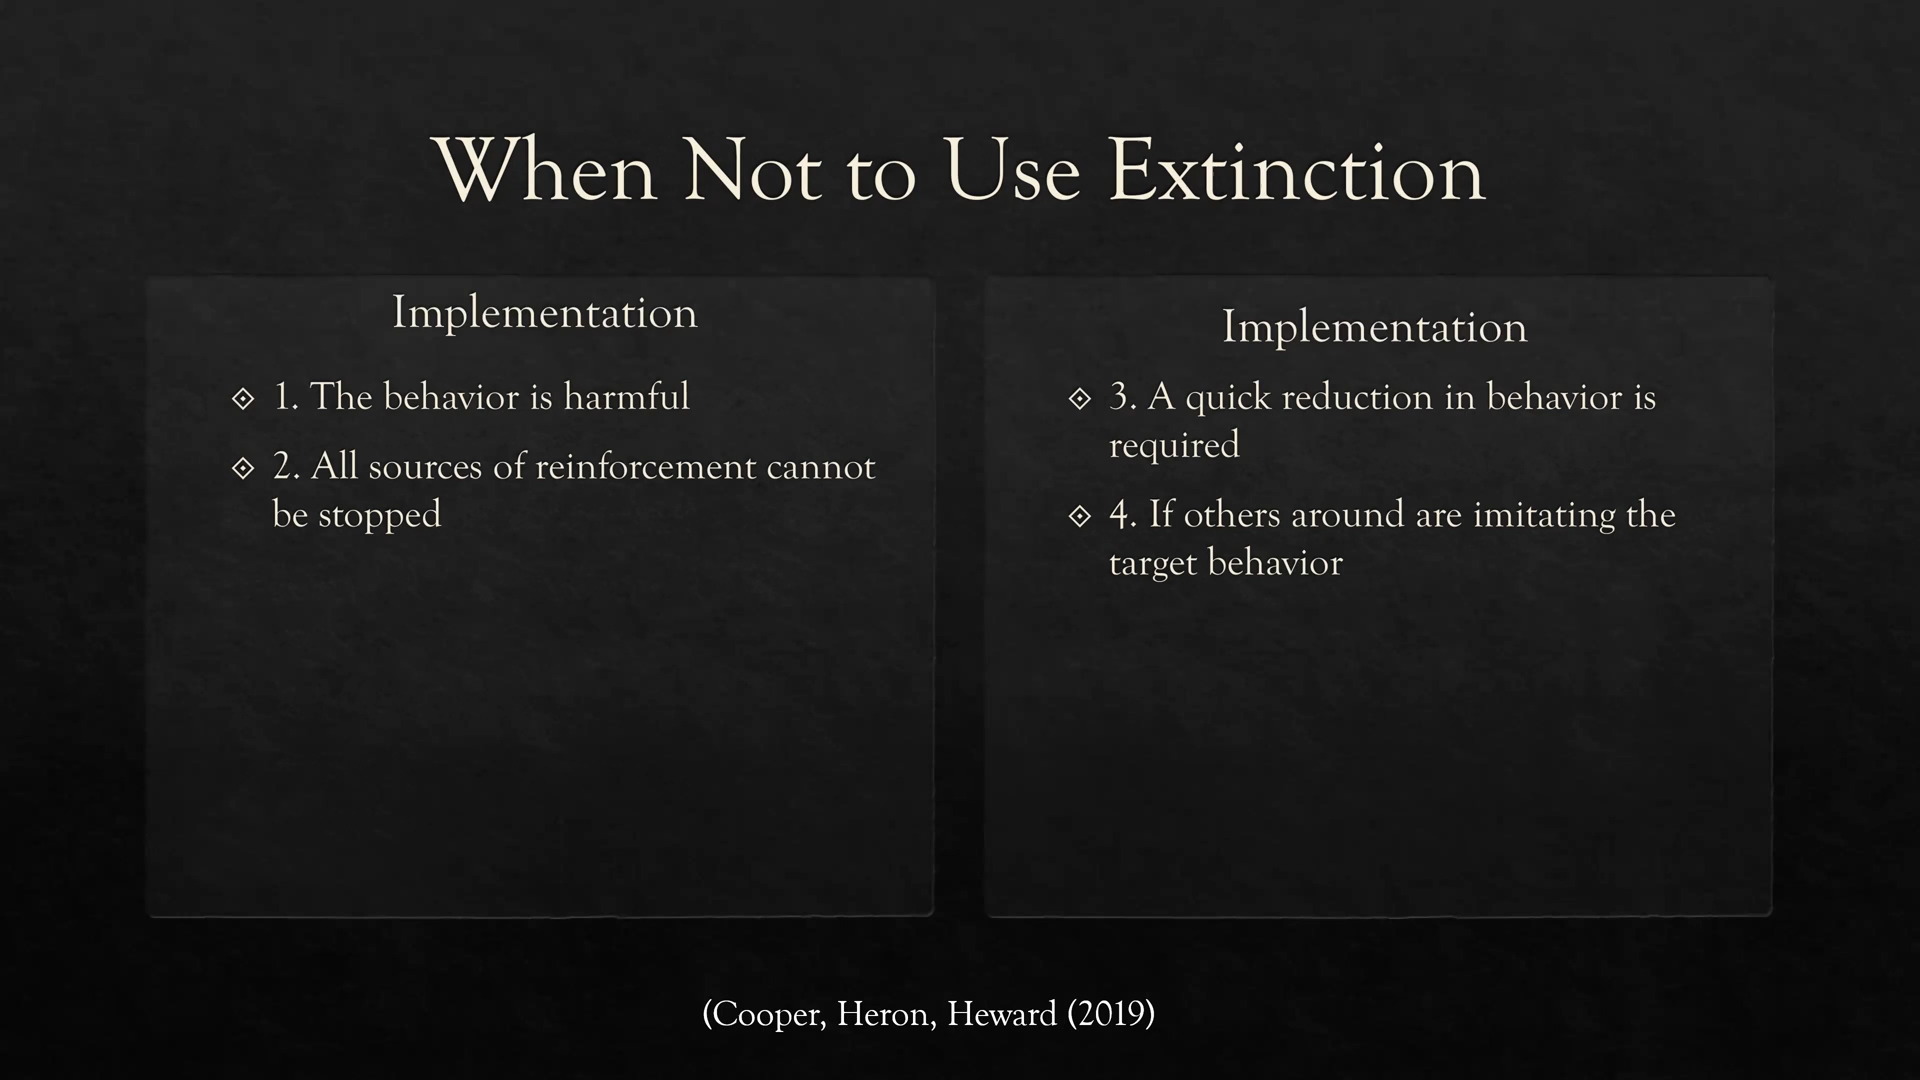 When Not to Use Extinction
Implementation
1. The behavior is harmful
2. All sources of reinforcement cannot
be stopped
Implementation
3. A quick reduction in behavior is
required
4. If others around are imitating the
target behavior
(Cooper, Heron, Heward (2019)